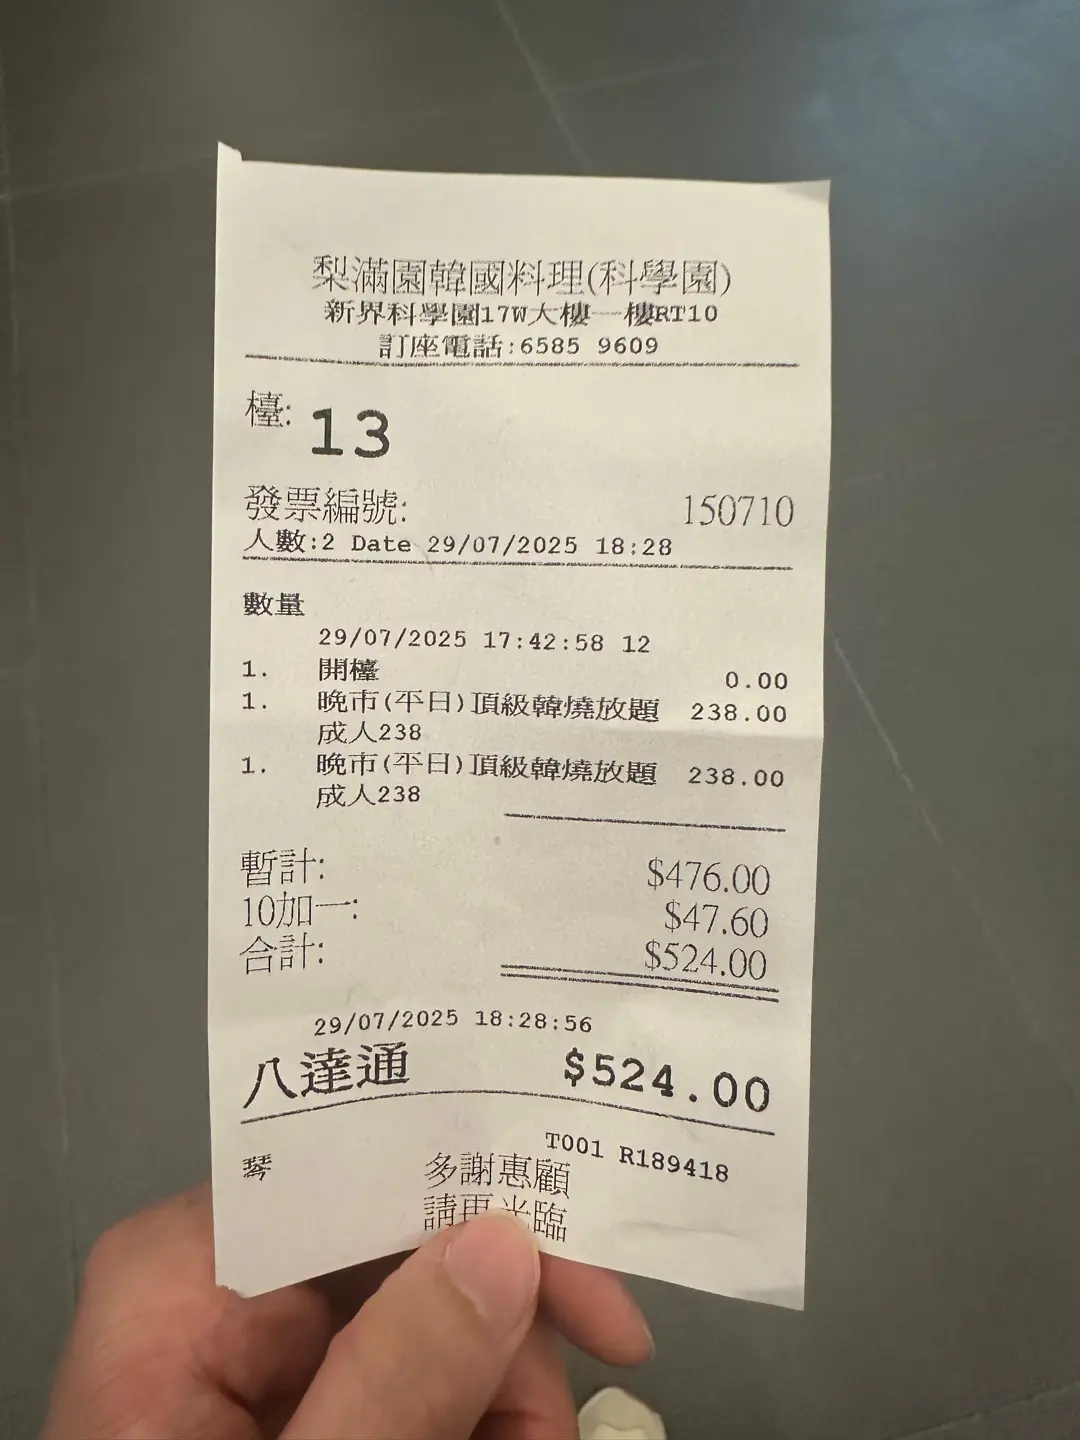 梨滿園韓國料理(科學園)
新界科學園17W大樓一樓RT10
訂座電話:6585 9609
檯: 13
發票編號: 150710
人數:2 Date 29/07/2025 18:28
數量
29/07/2025 17:42:58 12
1. 開檯 0.00
1. 晚市(平日)頂級韓燒放題 238.00
成人238
1. 晚市(平日)頂級韓燒放題 238.00
成人238
暫計: $476.00
10加一: $47.60
合計: $524.00
29/07/2025 18:28:56
八達通 $524.00
T001 R189418
琴 多謝惠顧
請再光臨